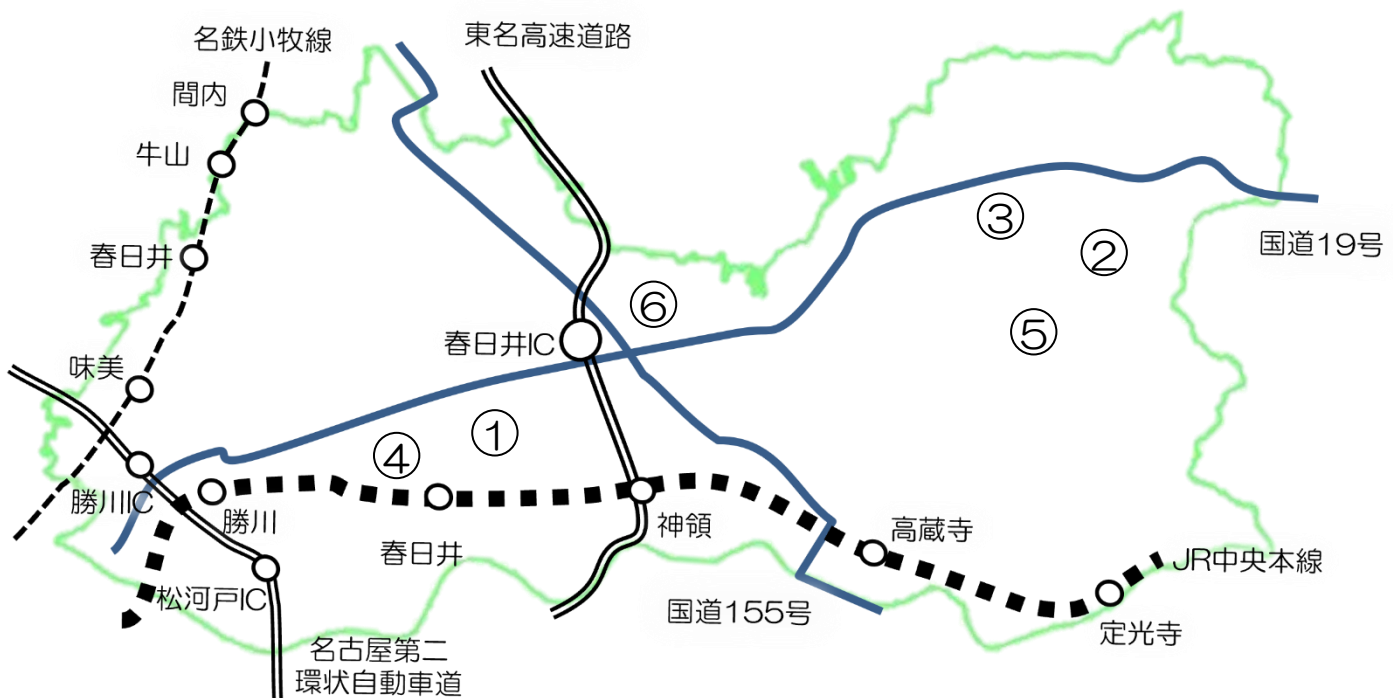 名鉄小牧線
東名高速道路
間内
牛山
③
国道19号
②
春日井
⑥
⑤
春日井IC
味美
①
④
勝川IC
勝川
神領
高蔵寺
春日井
JR中央本線
松河戸IC
国道155号
定光寺
名古屋第二
環状自動車道